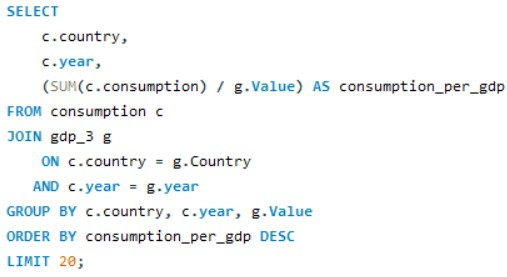 SELECT
    c.country,
    c.year,
    (SUM(c.consumption) / g.Value) AS consumption_per_gdp
FROM consumption c
JOIN gdp_3 g
    ON c.country = g.Country
   AND c.year = g.year
GROUP BY c.country, c.year, g.Value
ORDER BY consumption_per_gdp DESC
LIMIT 20;